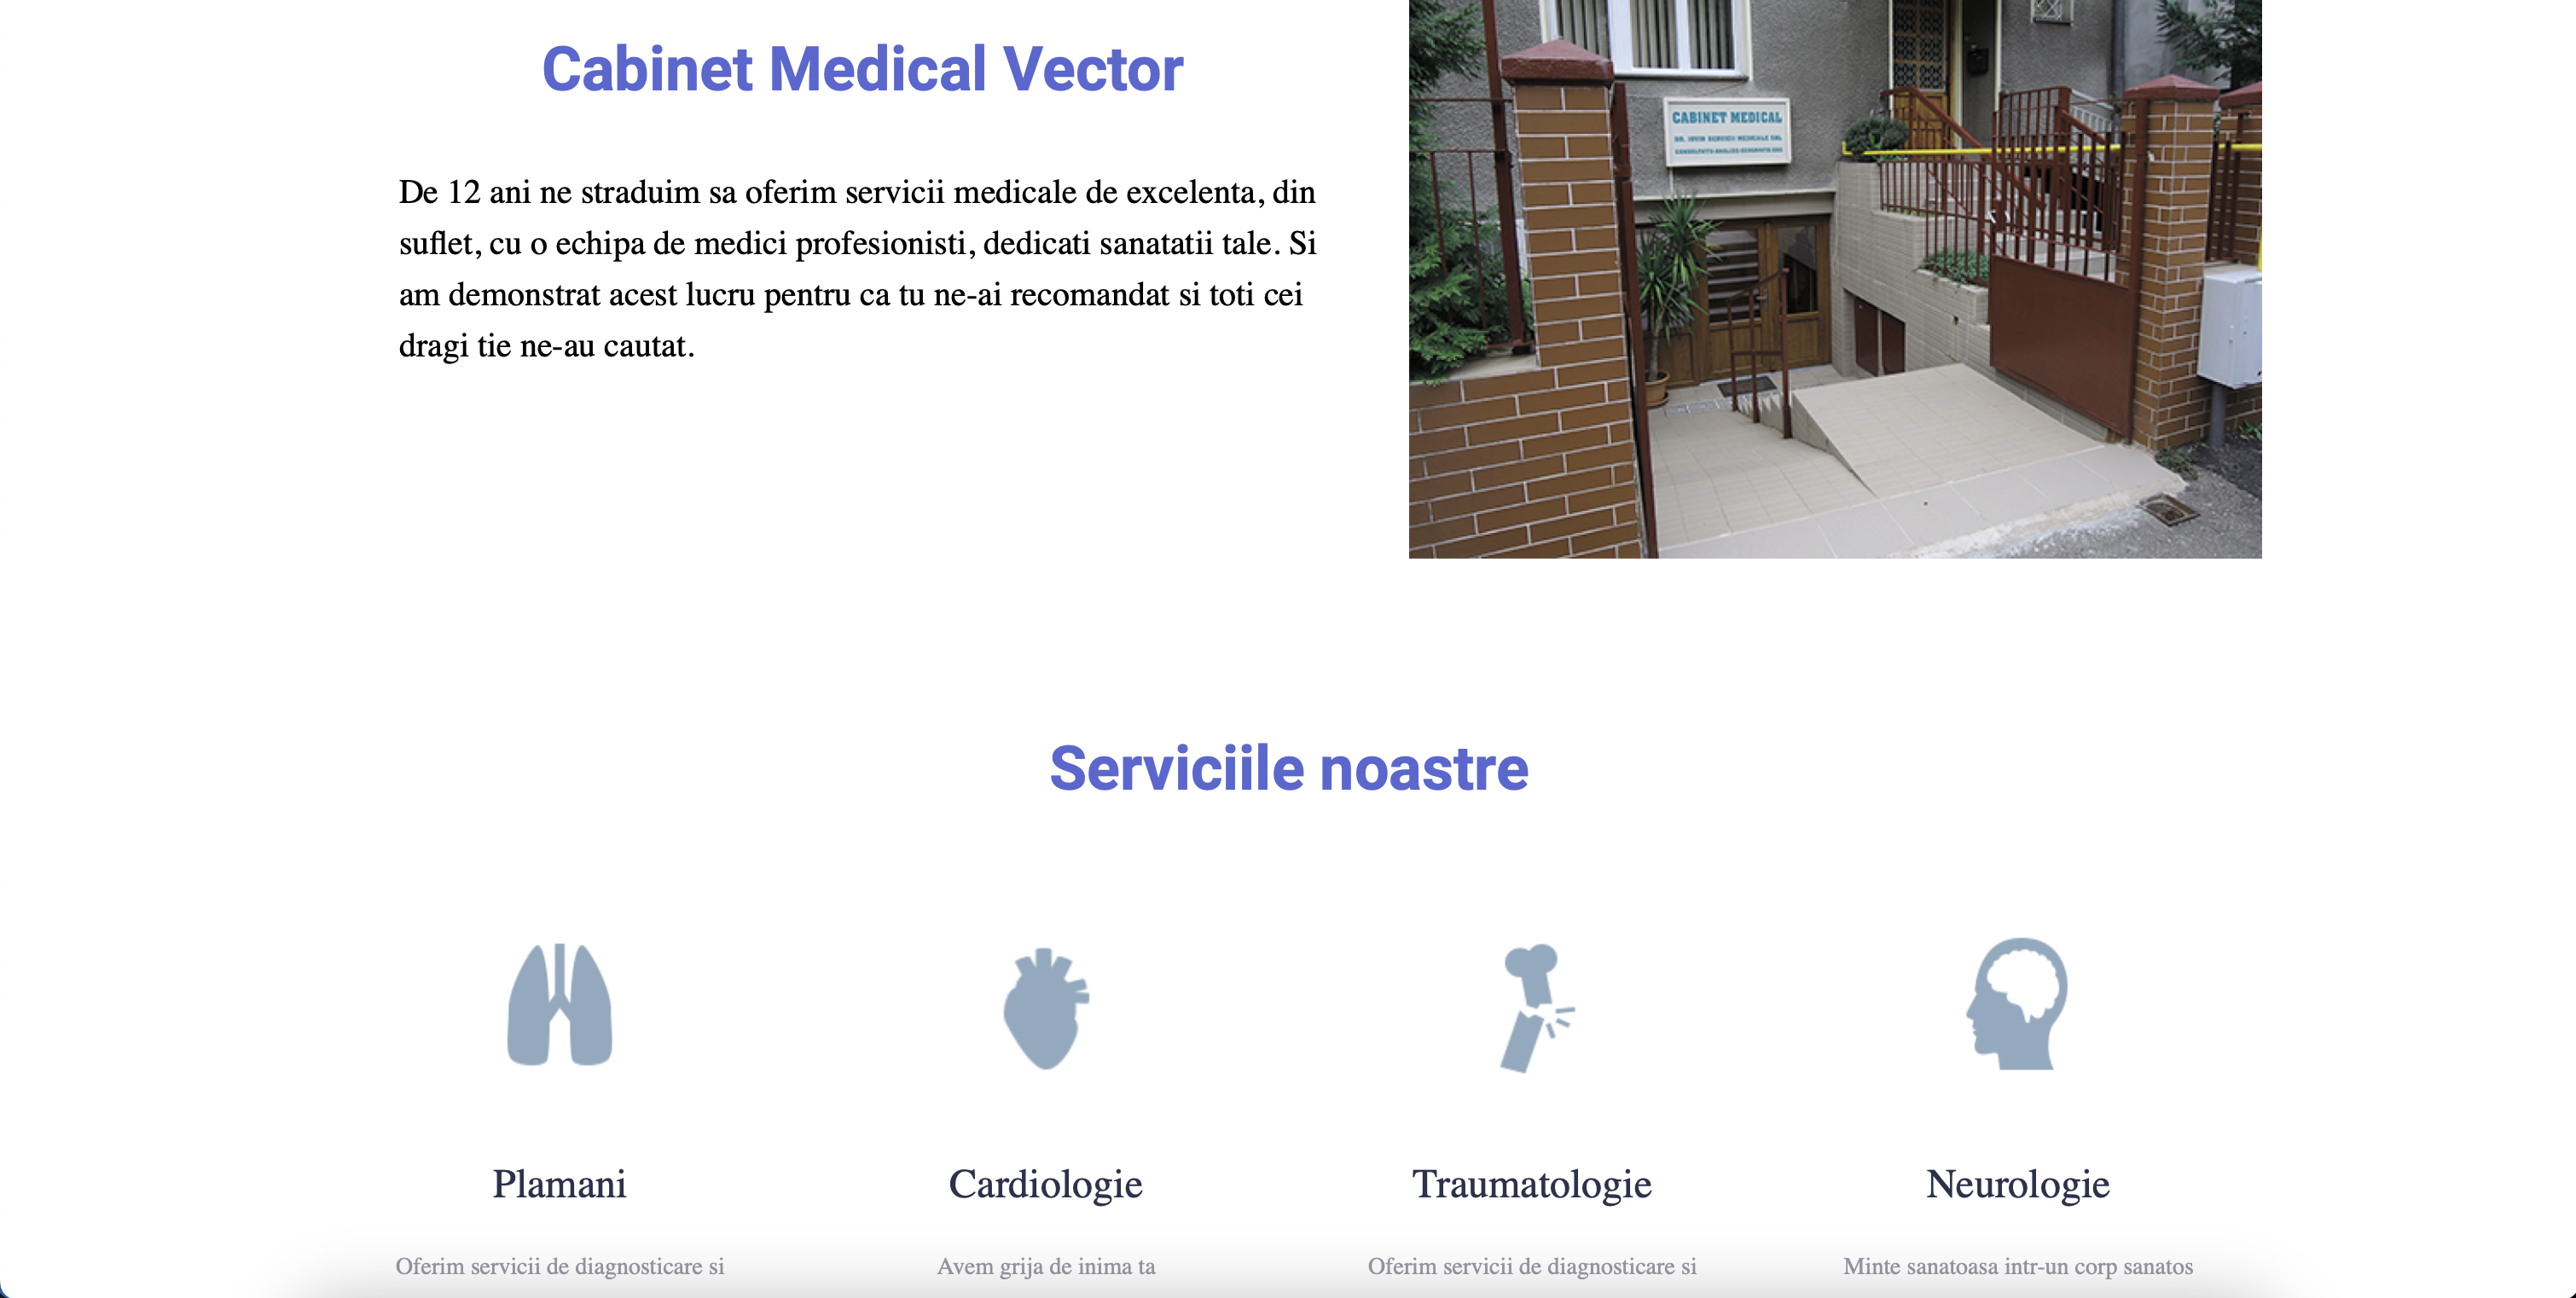 Cabinet Medical Vector
De 12 ani ne straduim sa oferim servicii medicale de excelenta, din
suflet, cu o echipa de medici profesionisti, dedicati sanatatii tale. Si
am demonstrat acest lucru pentru ca tu ne-ai recomandat si toti cei
dragi tie ne-au cautat.
CABINET MEDICAL
SERVICII MEDICALE SRL
Serviciile noastre
Plamani
Cardiologie
Traumatologie
Neurologie
Oferim servicii de diagnosticare si
Avem grija de inima ta
Oferim servicii de diagnosticare si
Minte sanatoasa intr-un corp sanatos